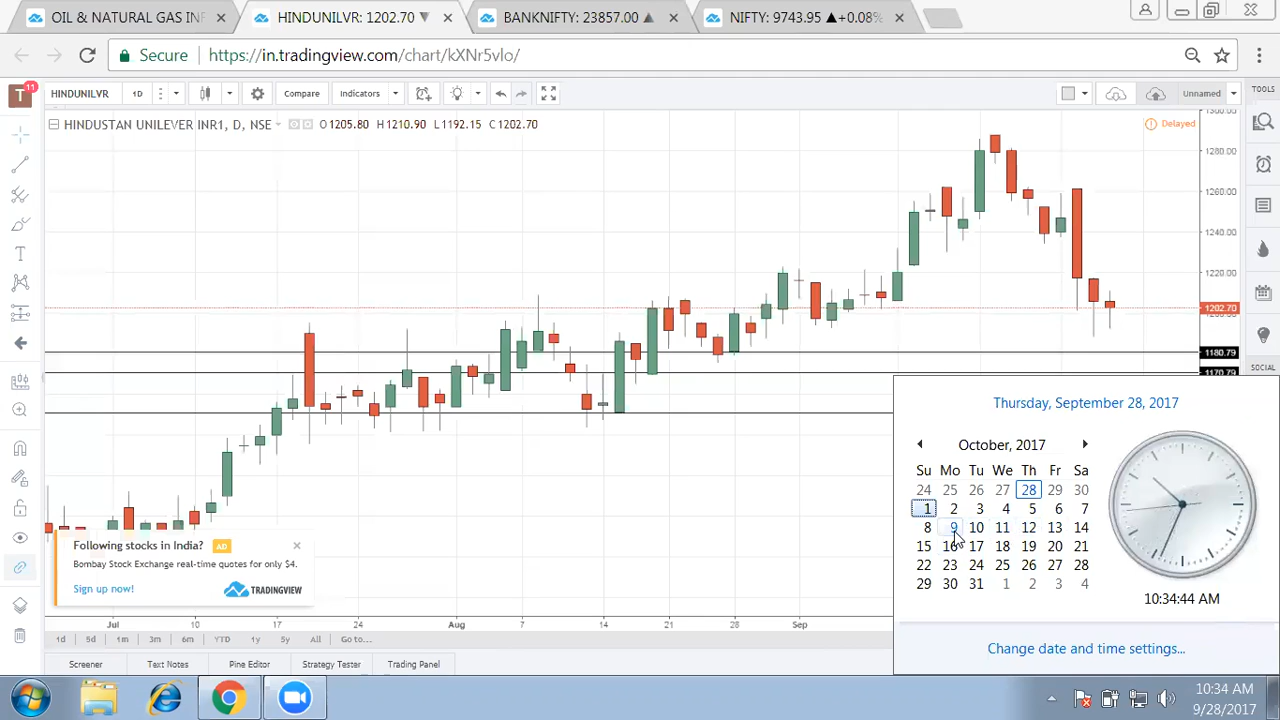 OIL & NATURAL GAS IN
HINDUNILVR: 1202.70 ▼
BANKNIFTY: 23857.00 ▲
NIFTY: 9743.95 ▲+0.08%
Secure
https://in.tradingview.com/chart/kXNr5vlo/
T 11
HINDUNILVR
1D
Compare
Indicators
Unnamed
TOOLS
HINDUSTAN UNILEVER INR1, D, NSE
O 1205.80 H 1210.90 L 1192.15 C 1202.70
Delayed
1300.00
1280.00
1260.00
1240.00
1220.00
1202.70
1200.00
1180.79
1170.79
SOCIAL
Thursday, September 28, 2017
October, 2017
Su Mo Tu We Th Fr Sa
24 25 26 27 28 29 30
1 2 3 4 5 6 7
8 9 10 11 12 13 14
15 16 17 18 19 20 21
22 23 24 25 26 27 28
29 30 31 1 2 3 4
10:34:44 AM
Change date and time settings...
Following stocks in India? AD
Bombay Stock Exchange real-time quotes for only $4.
Sign up now!
TRADINGVIEW
Jul 10 17 24 Aug 7 14 21 28 Sep
1d 5d 1m 3m 6m YTD 1y 5y All Go to...
Screener
Text Notes
Pine Editor
Strategy Tester
Trading Panel
10:34 AM
9/28/2017